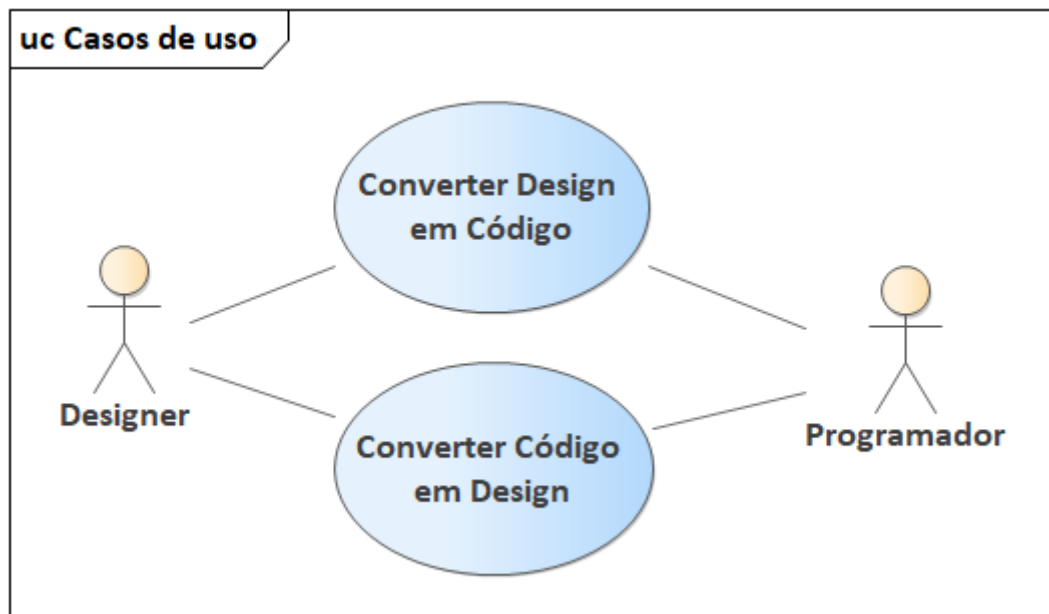 uc Casos de uso
Converter Design
em Código
Designer
Programador
Converter Código
em Design